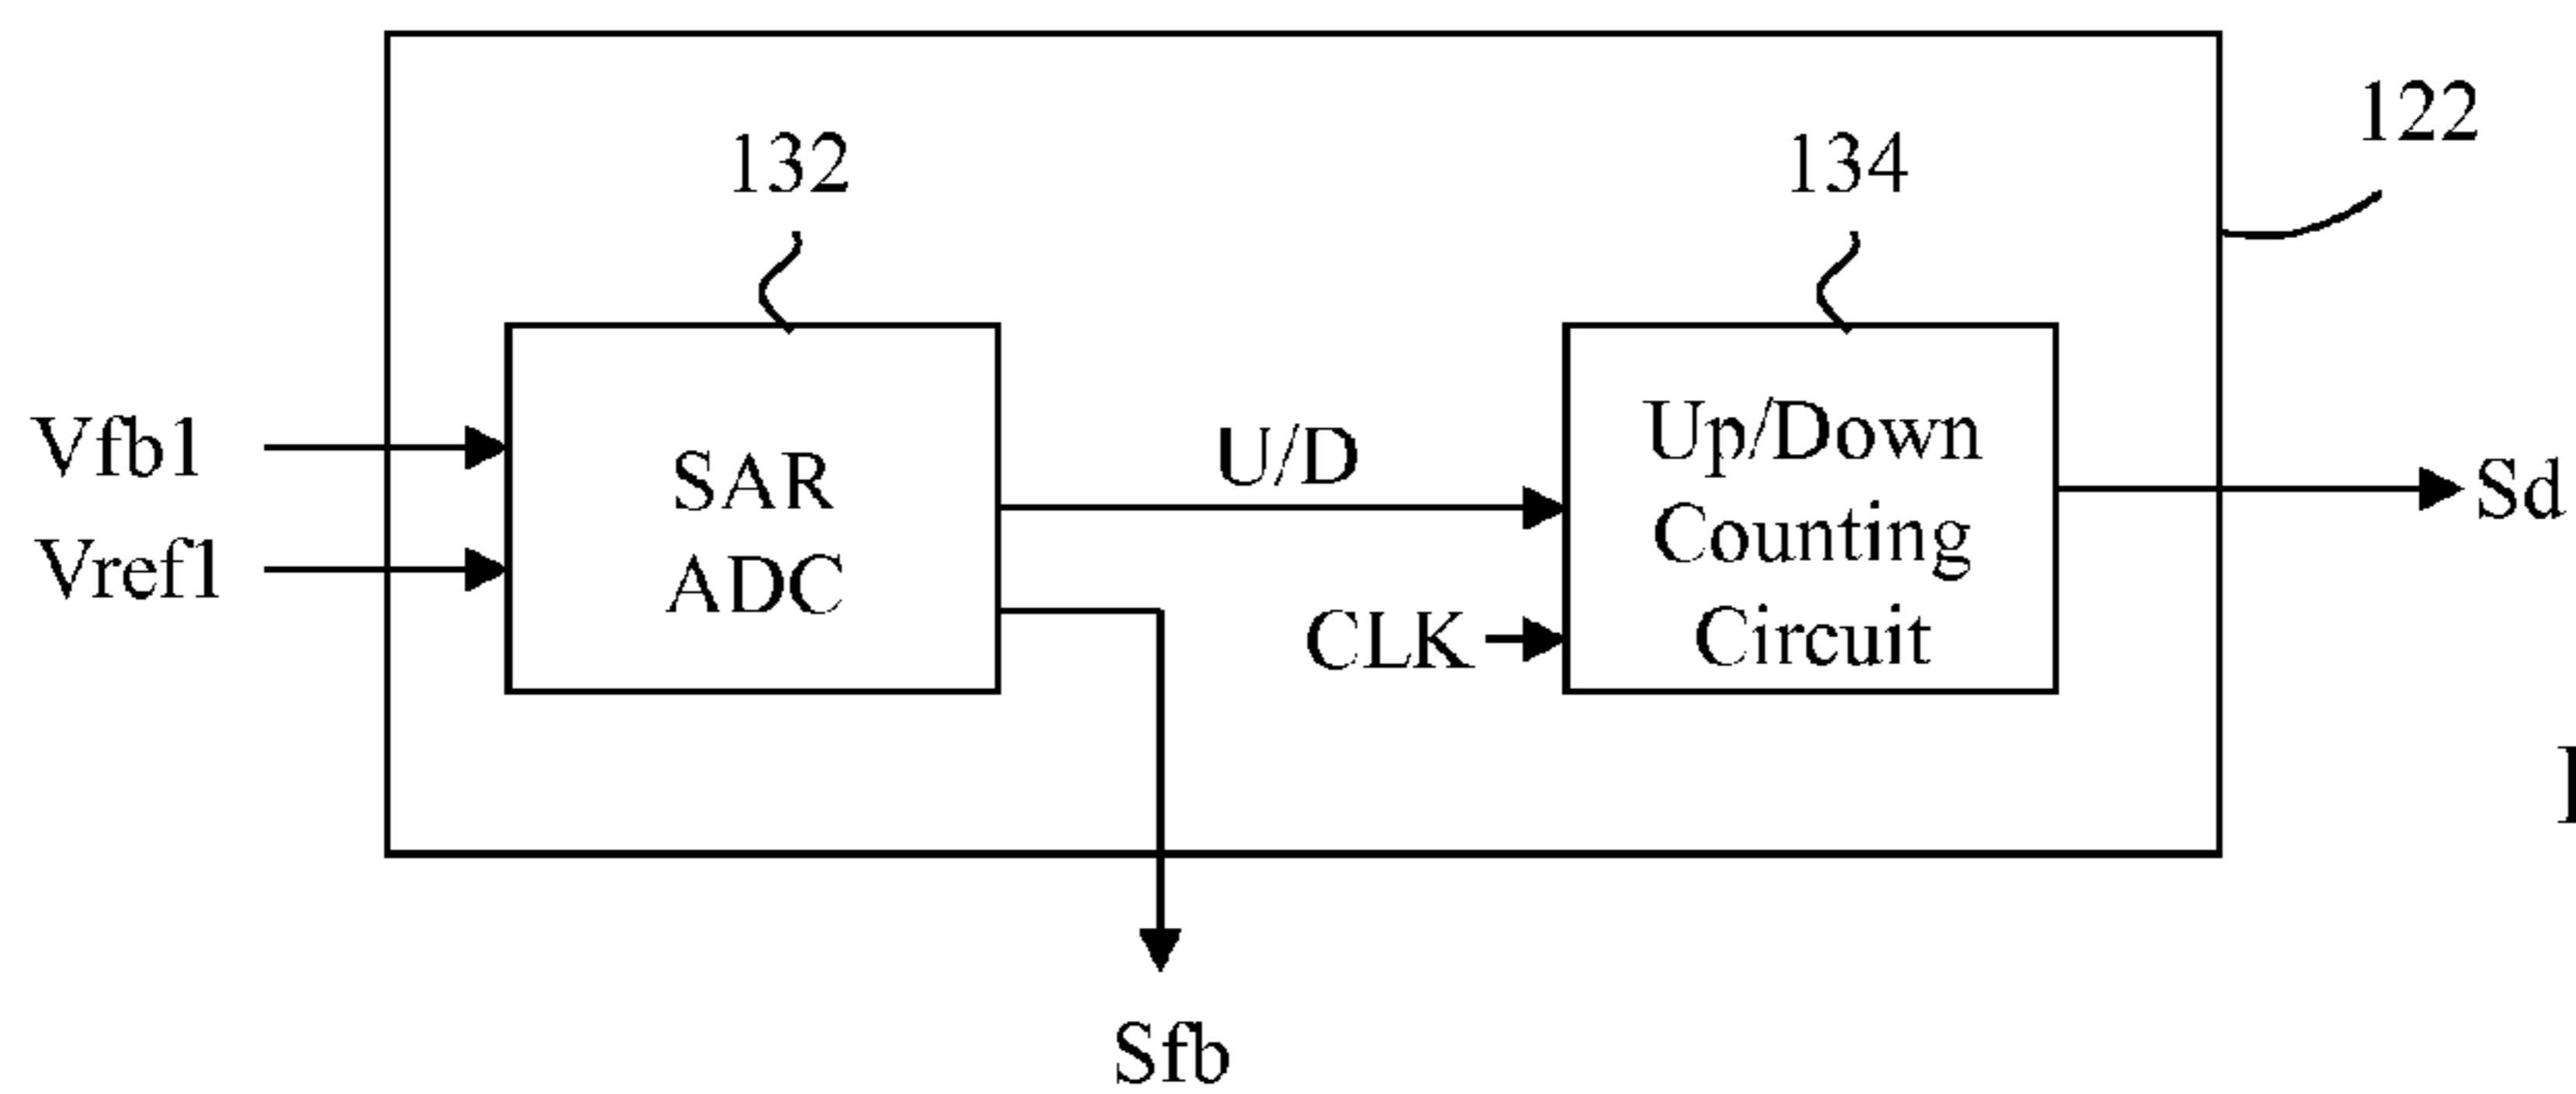 122
132
134
Vfb1
Vref1
SAR
ADC
U/D
CLK
Up/Down
Counting
Circuit
Sd
Sfb